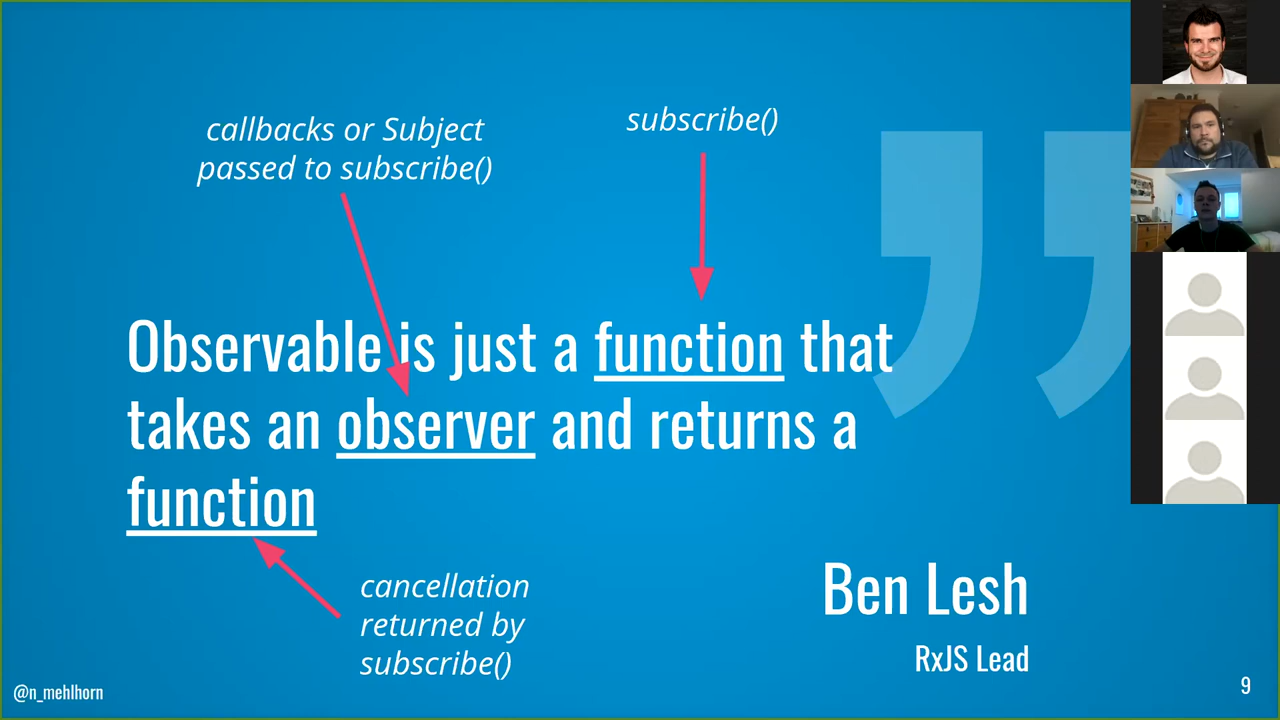 callbacks or Subject
passed to subscribe()
subscribe()
Observable is just a function that
takes an observer and returns a
function
cancellation
returned by
subscribe()
Ben Lesh
RxJS Lead
@n_mehlhorn
9